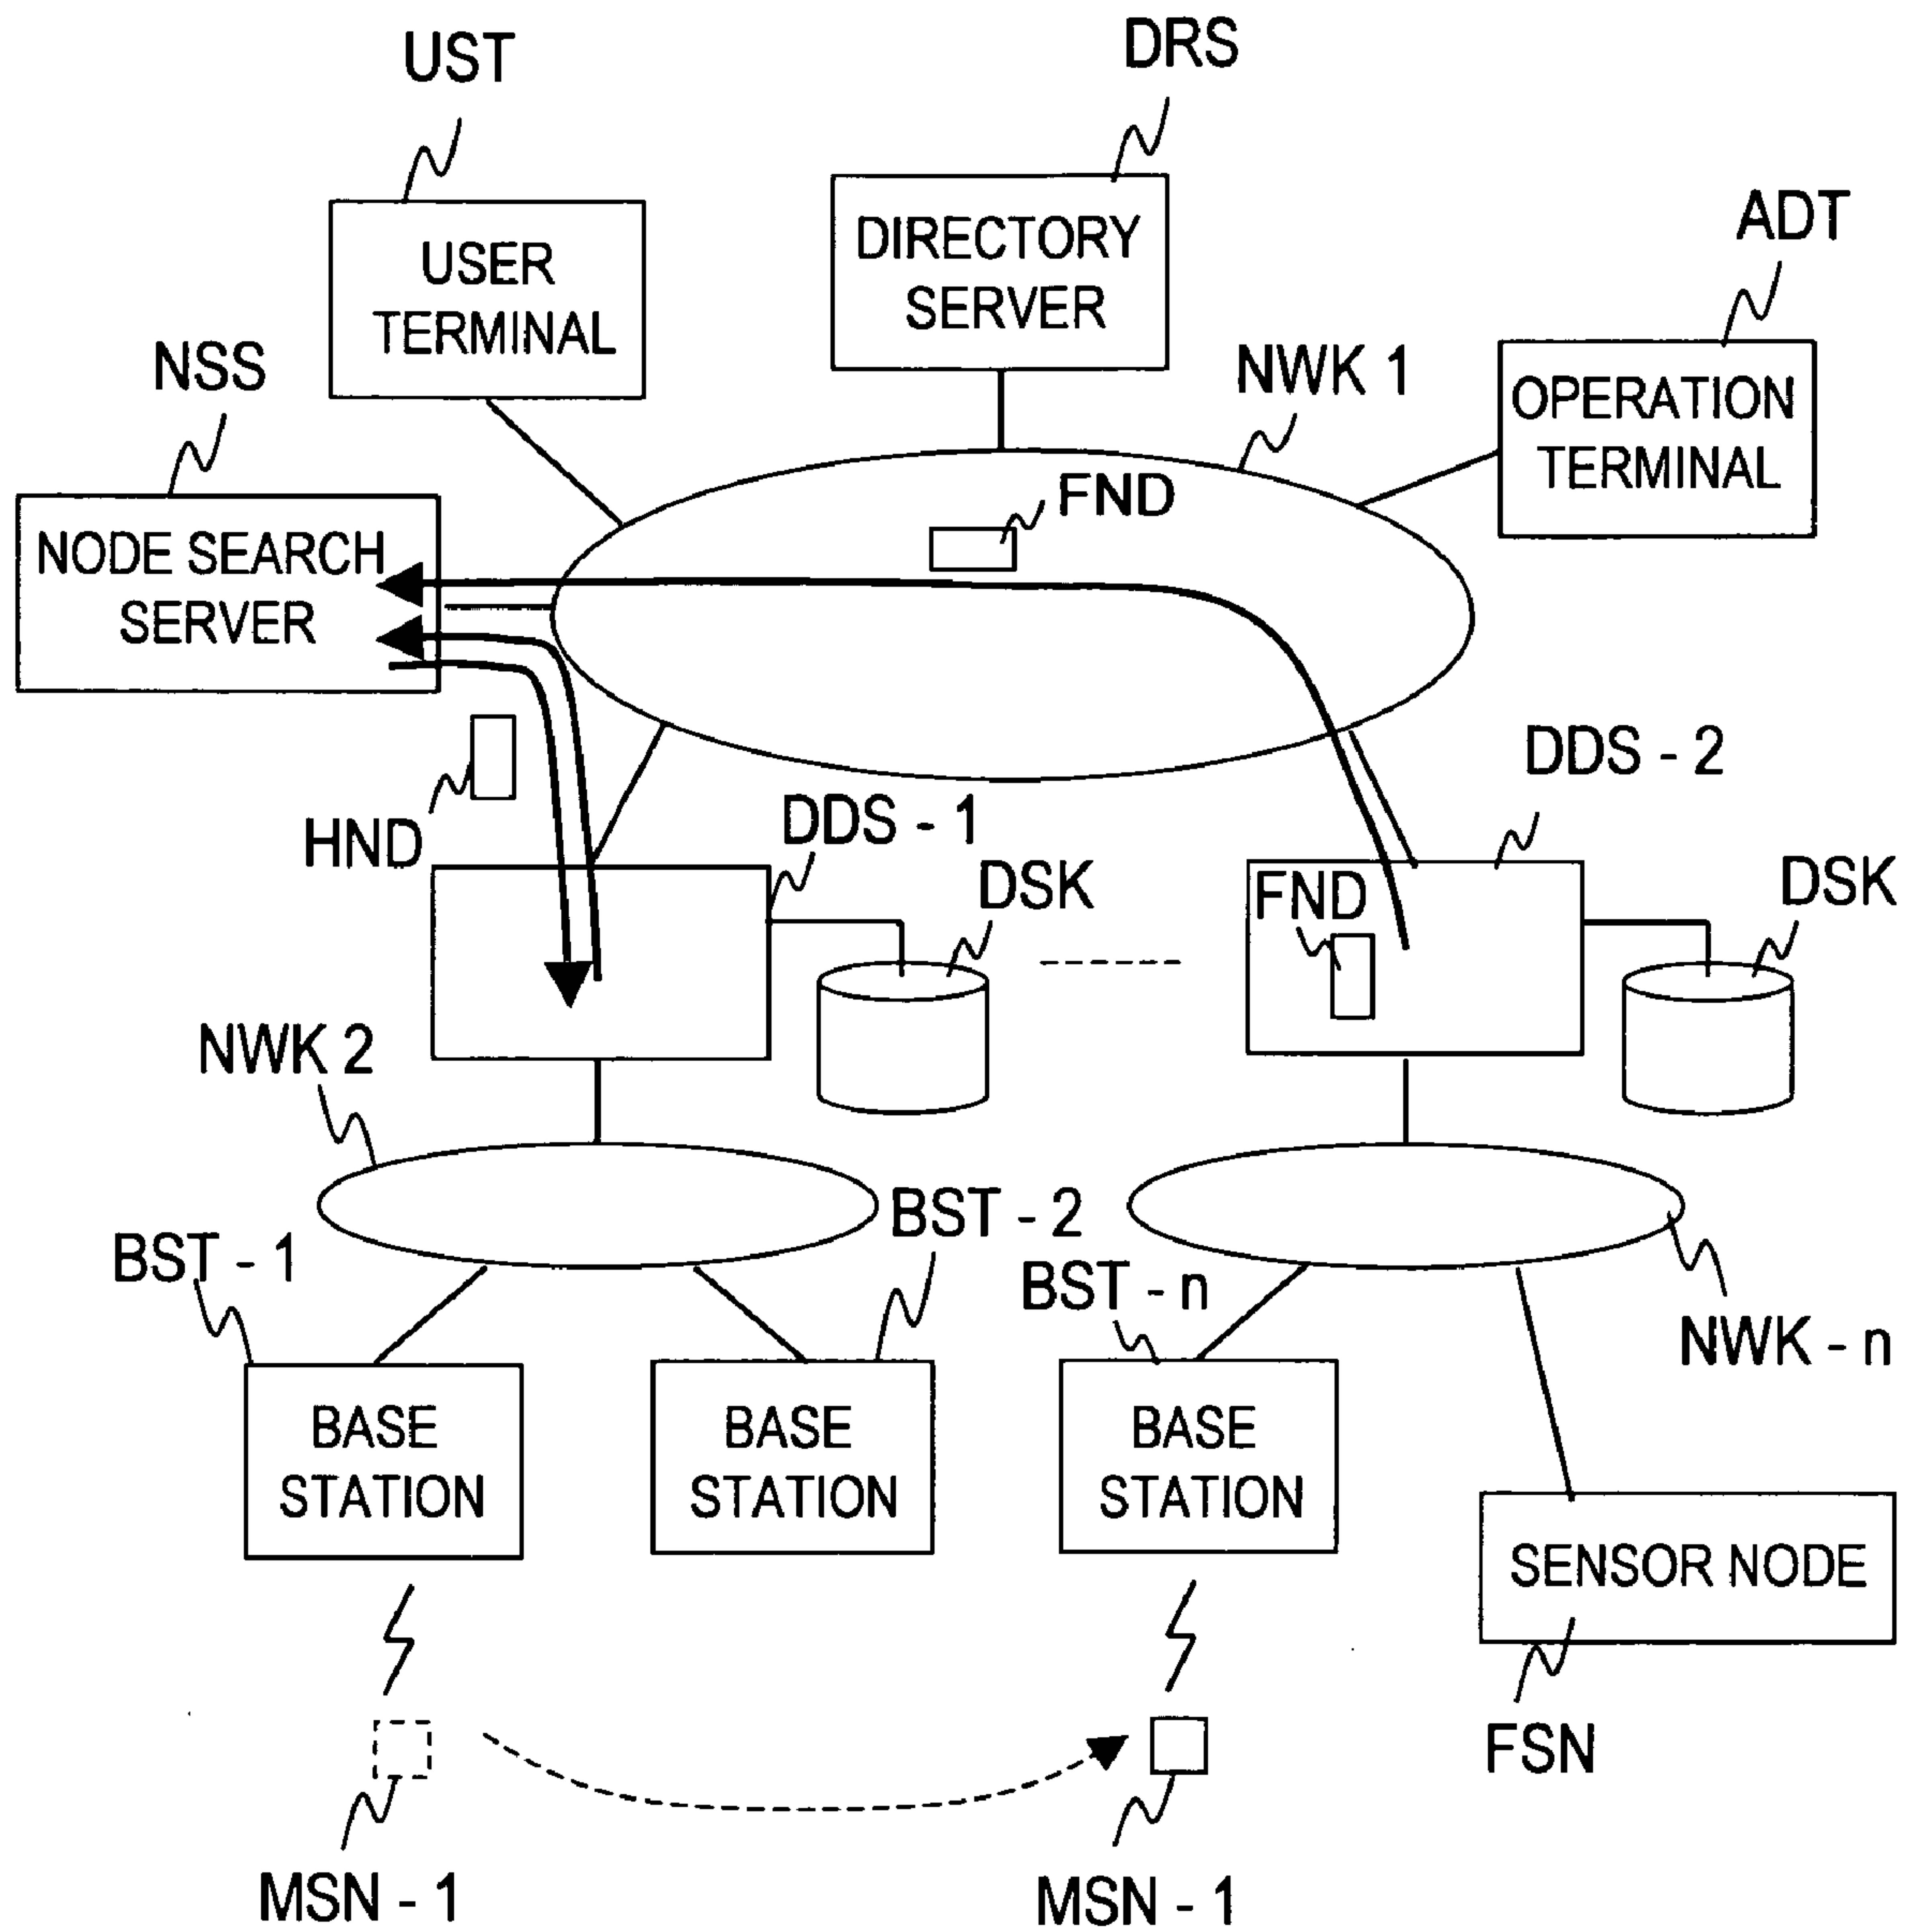 UST
DRS
ADT
USER
TERMINAL
DIRECTORY
SERVER
NSS
NWK 1
OPERATION
TERMINAL
FND
NODE SEARCH
SERVER
HND
DDS - 1
DDS - 2
DSK
FND
DSK
NWK 2
BST - 1
BST - 2
BST - n
NWK - n
BASE
STATION
BASE
STATION
BASE
STATION
SENSOR NODE
FSN
MSN - 1
MSN - 1